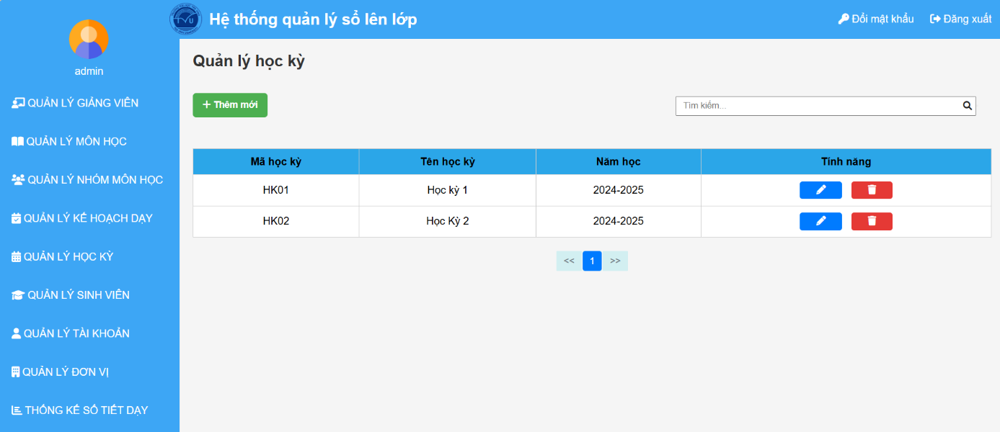 TVU
Hệ thống quản lý sổ lên lớp
Đổi mật khẩu
Đăng xuất
admin
QUẢN LÝ GIẢNG VIÊN
QUẢN LÝ MÔN HỌC
QUẢN LÝ NHÓM MÔN HỌC
QUẢN LÝ KẾ HOẠCH DẠY
QUẢN LÝ HỌC KỲ
QUẢN LÝ SINH VIÊN
QUẢN LÝ TÀI KHOẢN
QUẢN LÝ ĐƠN VỊ
THỐNG KÊ SỐ TIẾT DẠY
Quản lý học kỳ
+ Thêm mới
Tìm kiếm...
Mã học kỳ Tên học kỳ Năm học Tính năng
HK01 Học kỳ 1 2024-2025
HK02 Học Kỳ 2 2024-2025
<< 1 >>